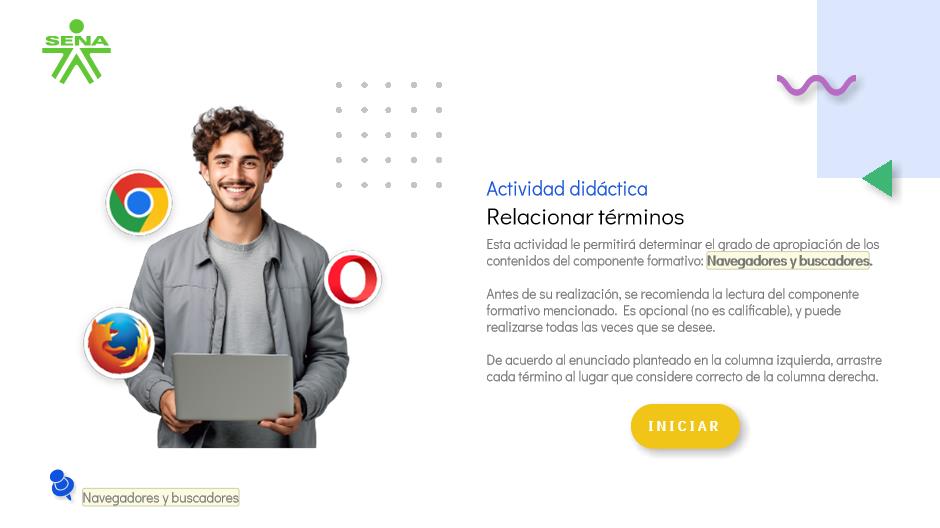 SENA
Actividad didáctica
Relacionar términos
Esta actividad le permitirá determinar el grado de apropiación de los
contenidos del componente formativo: Navegadores y buscadores.
Antes de su realización, se recomienda la lectura del componente
formativo mencionado. Es opcional (no es calificable), y puede
realizarse todas las veces que se desee.
De acuerdo al enunciado planteado en la columna izquierda, arrastre
cada término al lugar que considere correcto de la columna derecha.
INICIAR
Navegadores y buscadores